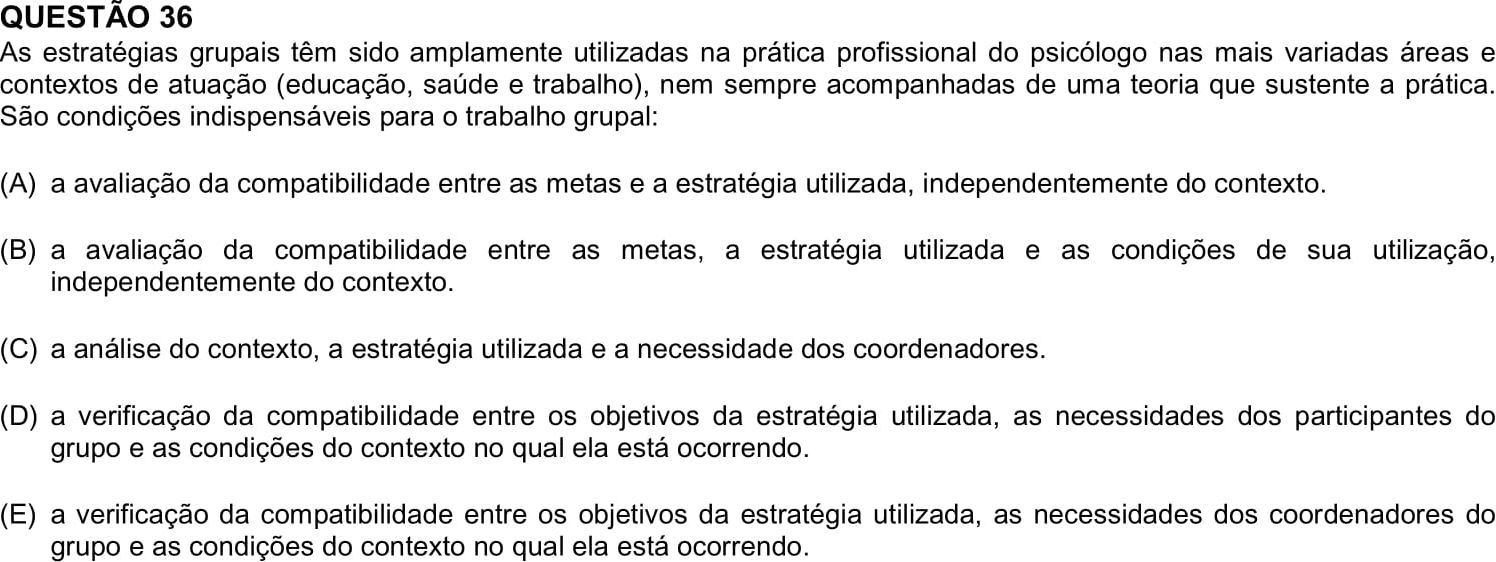 QUESTÃO 36
As estratégias grupais têm sido amplamente utilizadas na prática profissional do psicólogo nas mais variadas áreas e
contextos de atuação (educação, saúde e trabalho), nem sempre acompanhadas de uma teoria que sustente a prática.
São condições indispensáveis para o trabalho grupal:
(A) a avaliação da compatibilidade entre as metas e a estratégia utilizada, independentemente do contexto.
(B) a avaliação da compatibilidade entre as metas, a estratégia utilizada e as condições de sua utilização,
independentemente do contexto.
(C) a análise do contexto, a estratégia utilizada e a necessidade dos coordenadores.
(D) a verificação da compatibilidade entre os objetivos da estratégia utilizada, as necessidades dos participantes do
grupo e as condições do contexto no qual ela está ocorrendo.
(E) a verificação da compatibilidade entre os objetivos da estratégia utilizada, as necessidades dos coordenadores do
grupo e as condições do contexto no qual ela está ocorrendo.